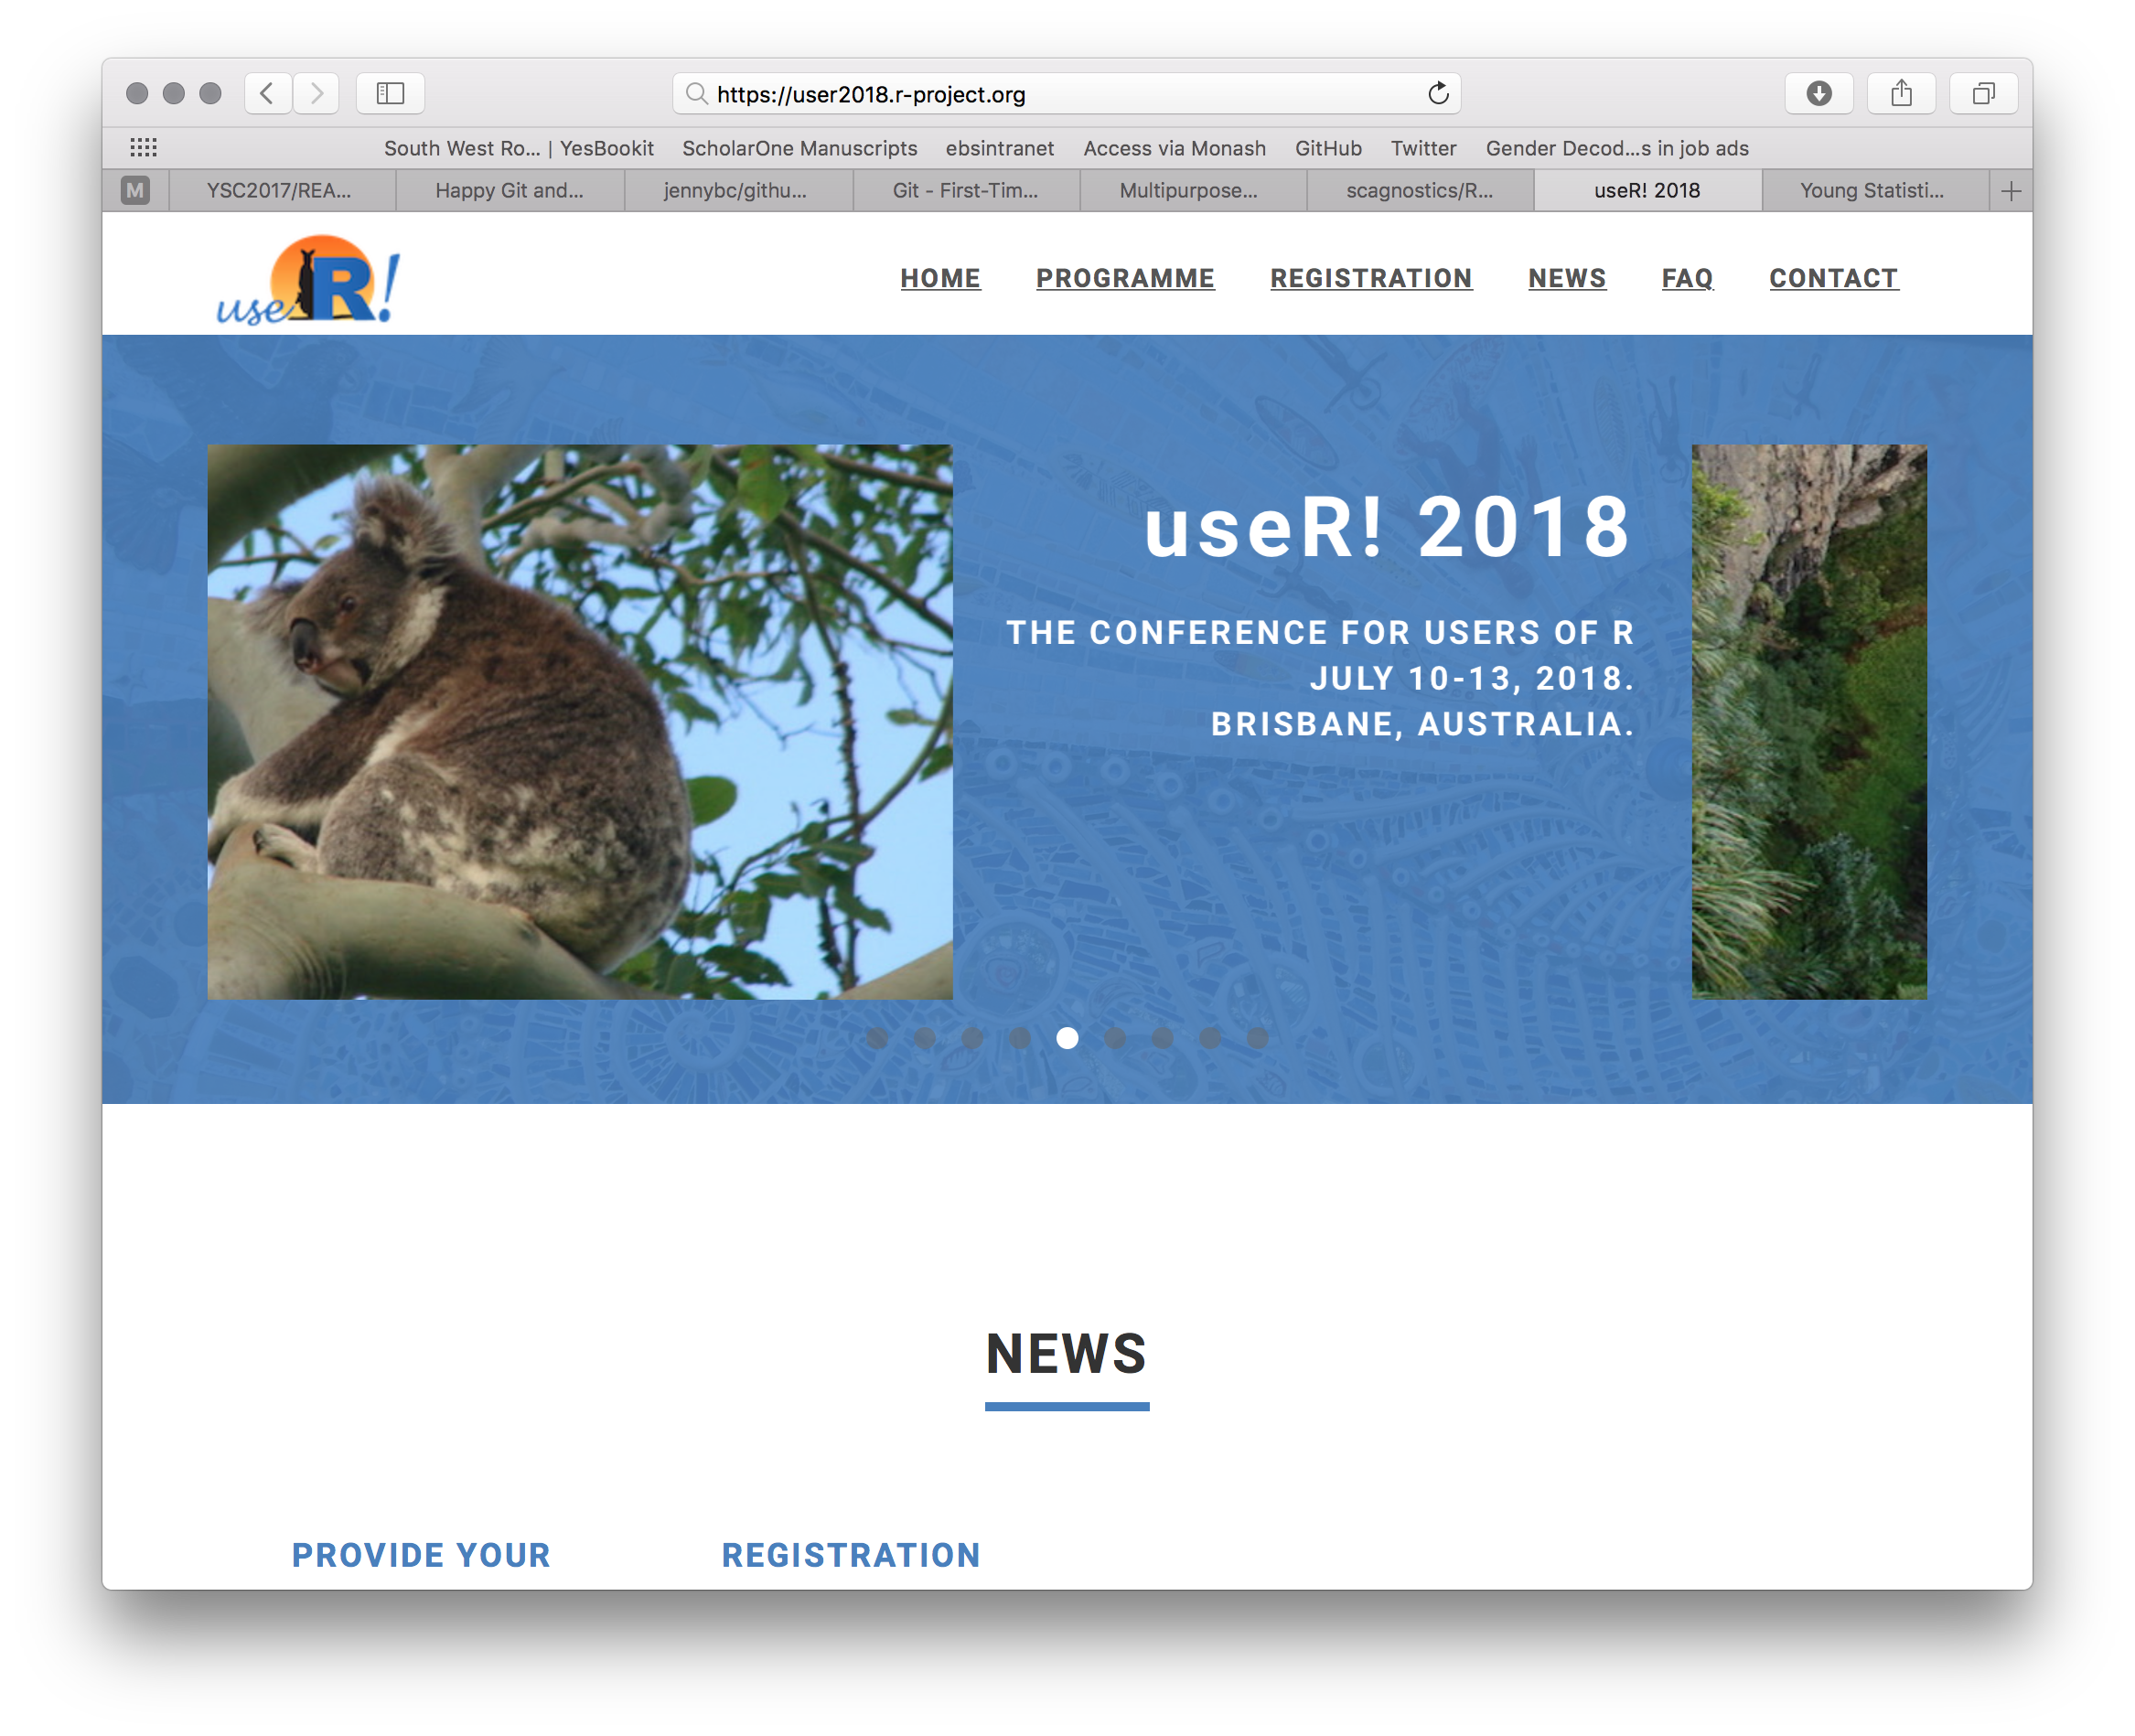 https://user2018.r-project.org
South West Ro... | YesBookit ScholarOne Manuscripts ebsintranet Access via Monash GitHub Twitter Gender Decod...s in job ads
M YSC2017/REA... Happy Git and... jennybc/githu... Git - First-Tim... Multipurpose... scagnostics/R... useR! 2018 Young Statisti...
useR! HOME PROGRAMME REGISTRATION NEWS FAQ CONTACT
useR! 2018
THE CONFERENCE FOR USERS OF R
JULY 10-13, 2018.
BRISBANE, AUSTRALIA.
NEWS
PROVIDE YOUR REGISTRATION